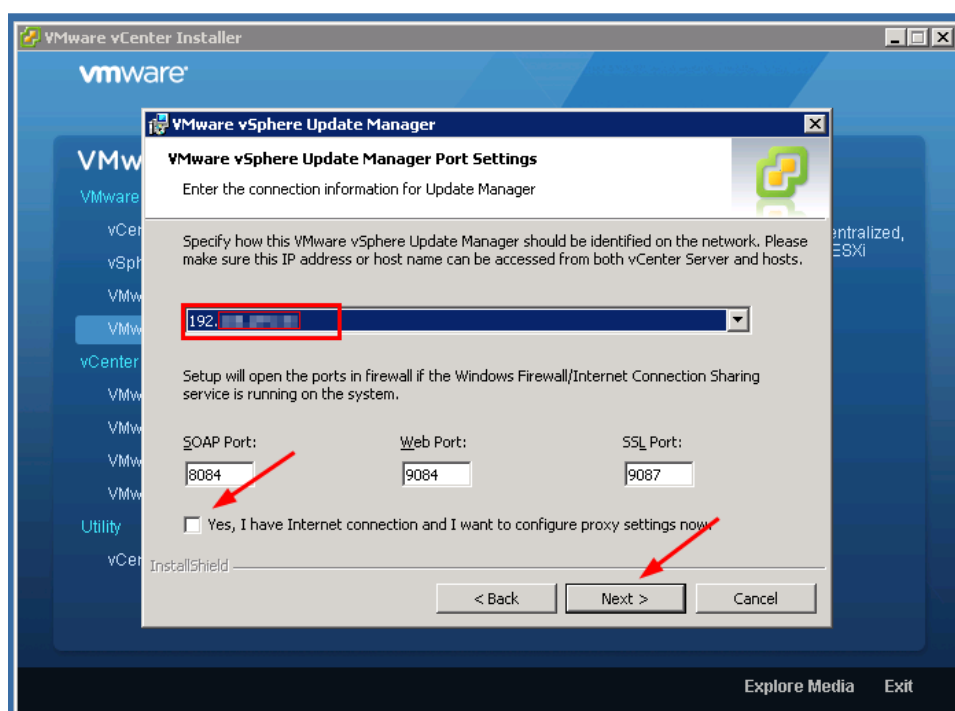 VMware vCenter Installer
vmware
VMware vSphere Update Manager
VMware vSphere Update Manager Port Settings
Enter the connection information for Update Manager
VMw
VMware
vCer
vSph
VMw
VMw
vCenter
VMw
VMw
VMw
VMw
Utility
vCer
entralized,
ESXi
Specify how this VMware vSphere Update Manager should be identified on the network. Please
make sure this IP address or host name can be accessed from both vCenter Server and hosts.
192.
Setup will open the ports in firewall if the Windows Firewall/Internet Connection Sharing
service is running on the system.
SOAP Port: Web Port: SSL Port:
8084 9084 9087
Yes, I have Internet connection and I want to configure proxy settings now.
InstallShield
< Back Next > Cancel
Explore Media Exit